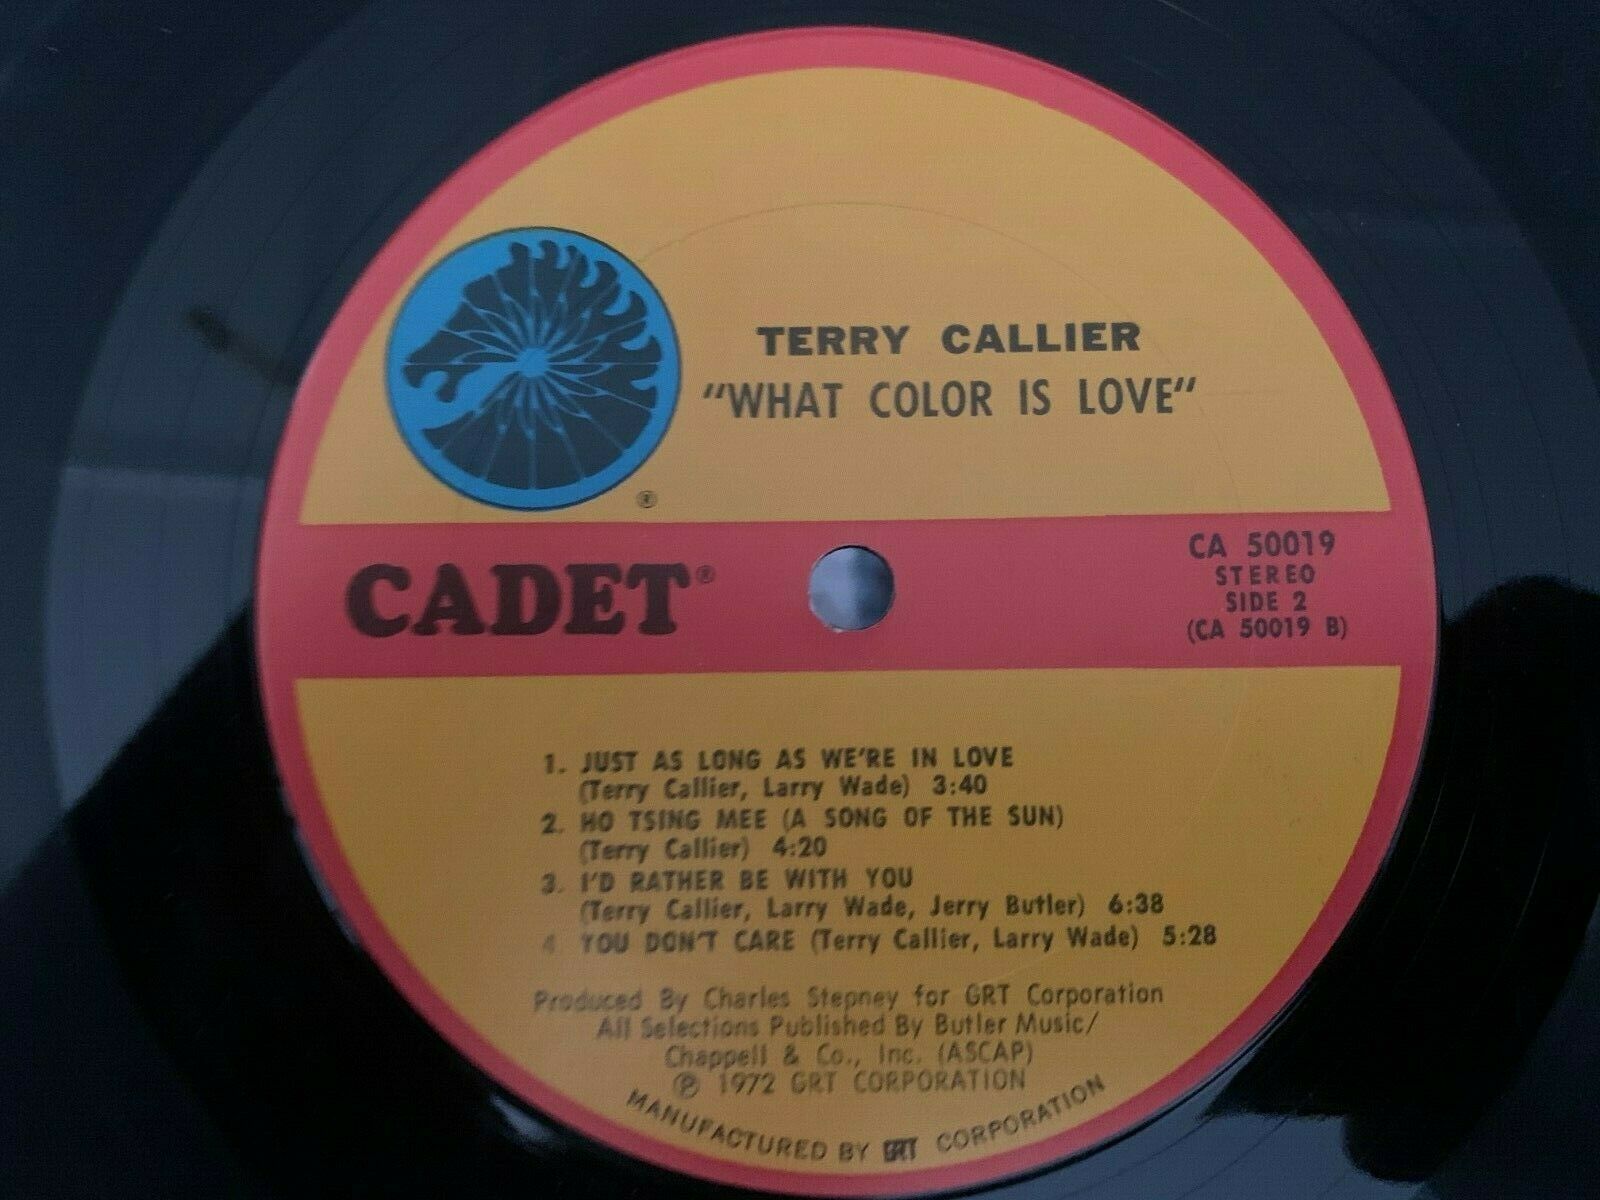 TERRY CALLIER
"WHAT COLOR IS LOVE"
®
CADET®
CA 50019
STEREO
SIDE 2
(CA 50019 B)
1. JUST AS LONG AS WE'RE IN LOVE
(Terry Callier, Larry Wade) 3:40
2. HO TSING MEE (A SONG OF THE SUN)
(Terry Callier) 4:20
3. I'D RATHER BE WITH YOU
(Terry Callier, Larry Wade, Jerry Butler) 6:38
4. YOU DON'T CARE (Terry Callier, Larry Wade) 5:28
Produced By Charles Stepney for GRT Corporation
All Selections Published By Butler Music/
Chappell & Co., Inc. (ASCAP)
℗ 1972 GRT CORPORATION
MANUFACTURED BY GRT CORPORATION